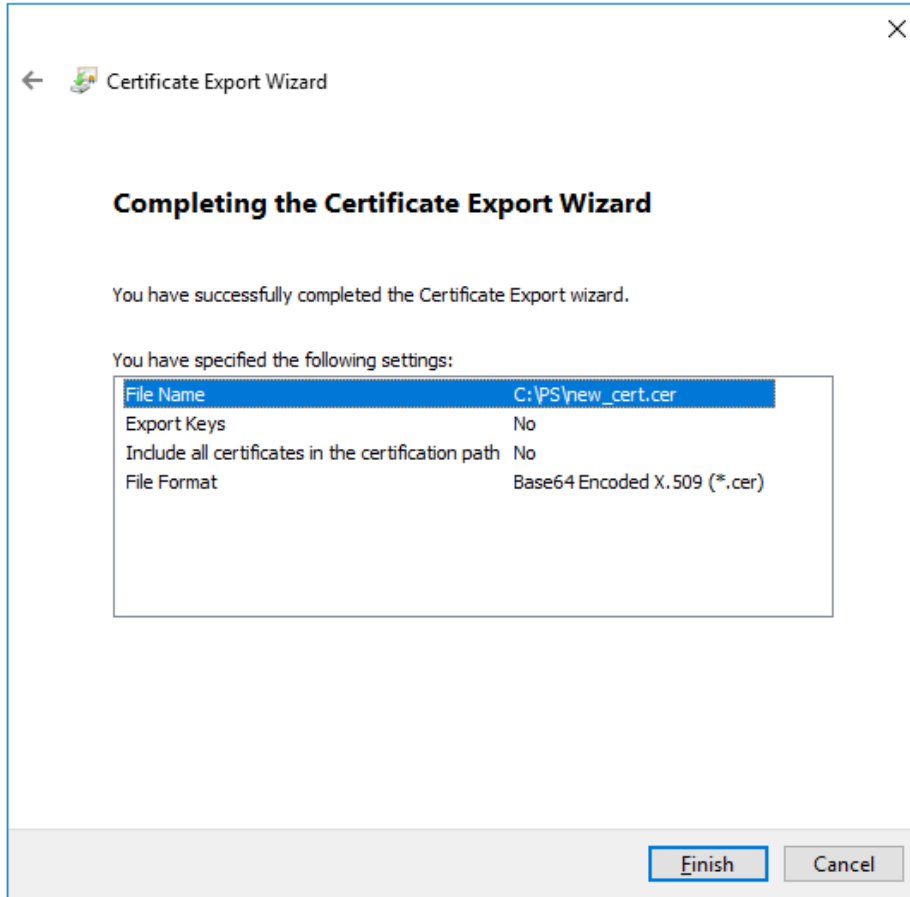 Certificate Export Wizard
Completing the Certificate Export Wizard
You have successfully completed the Certificate Export wizard.
You have specified the following settings:
File Name C:\PS\new_cert.cer
Export Keys No
Include all certificates in the certification path No
File Format Base64 Encoded X.509 (*.cer)
Finish Cancel